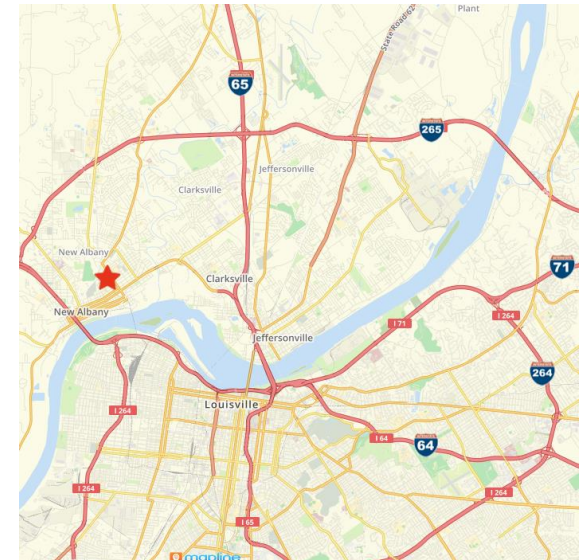 Plant
State Road 62
65
265
Jeffersonville
Clarksville
New Albany
71
Clarksville
New Albany
I 264
I 71
Jeffersonville
264
Louisville
I 264
I 64
64
I 264
I 264
I 65
mapline